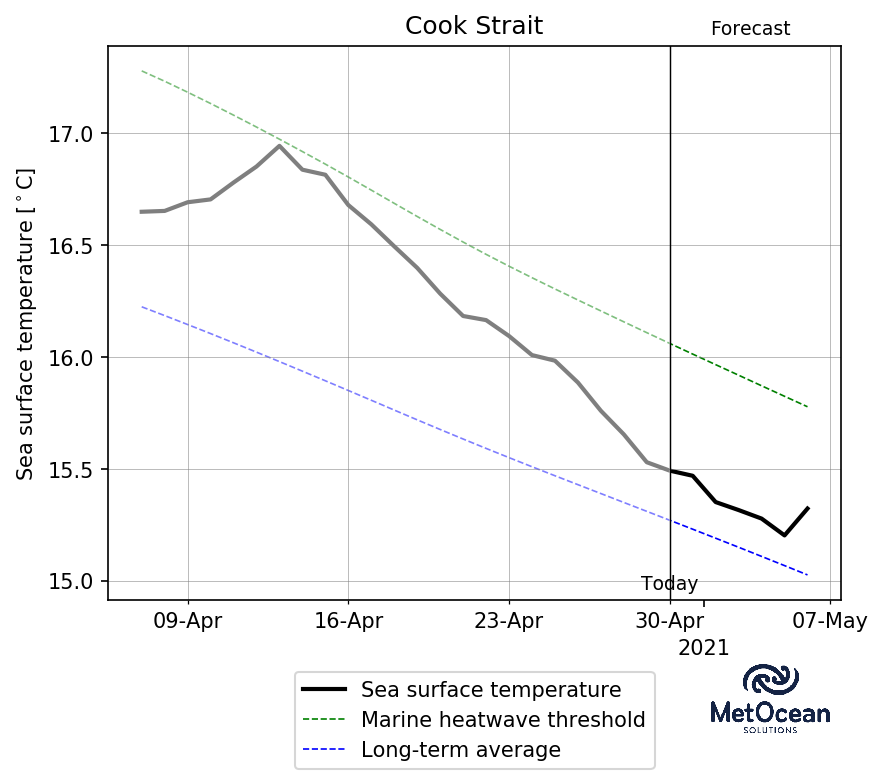 Cook Strait
Forecast
Sea surface temperature [°C]
17.0
16.5
16.0
15.5
15.0
Today
09-Apr 16-Apr 23-Apr 30-Apr 07-May
2021
Sea surface temperature
Marine heatwave threshold
Long-term average
MetOcean
SOLUTIONS